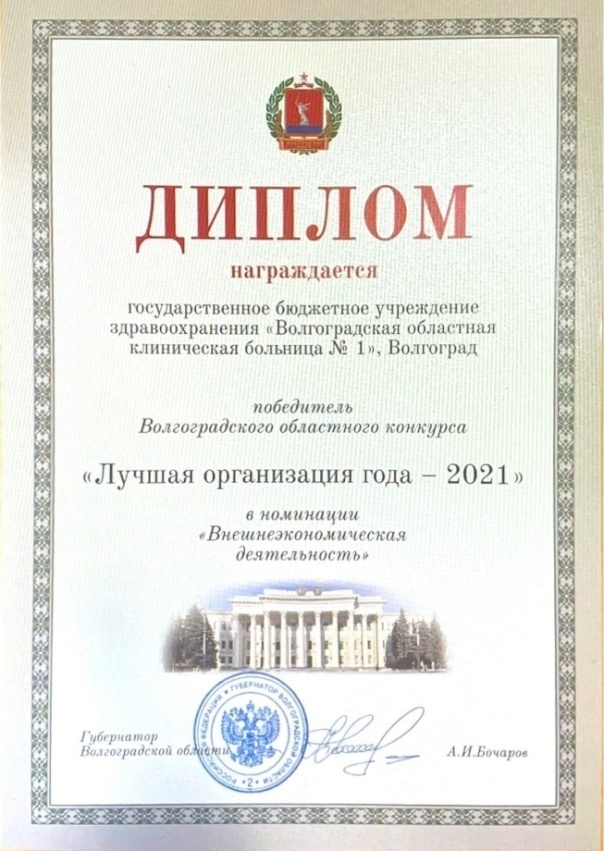 ДИПЛОМ
награждается
государственное бюджетное учреждение
здравоохранения «Волгоградская областная
клиническая больница № 1», Волгоград
победитель
Волгоградского областного конкурса
«Лучшая организация года – 2021»
в номинации
«Внешнеэкономическая
деятельность»
Губернатор
Волгоградской области
А.И.Бочаров
ГУБЕРНАТОР ВОЛГОГРАДСКОЙ ОБЛАСТИ
РОССИЙСКАЯ ФЕДЕРАЦИЯ
2